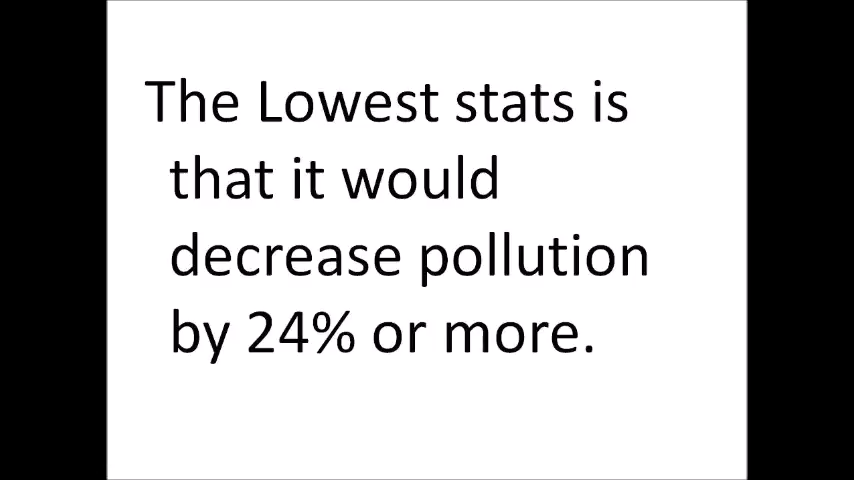 The Lowest stats is
that it would
decrease pollution
by 24% or more.